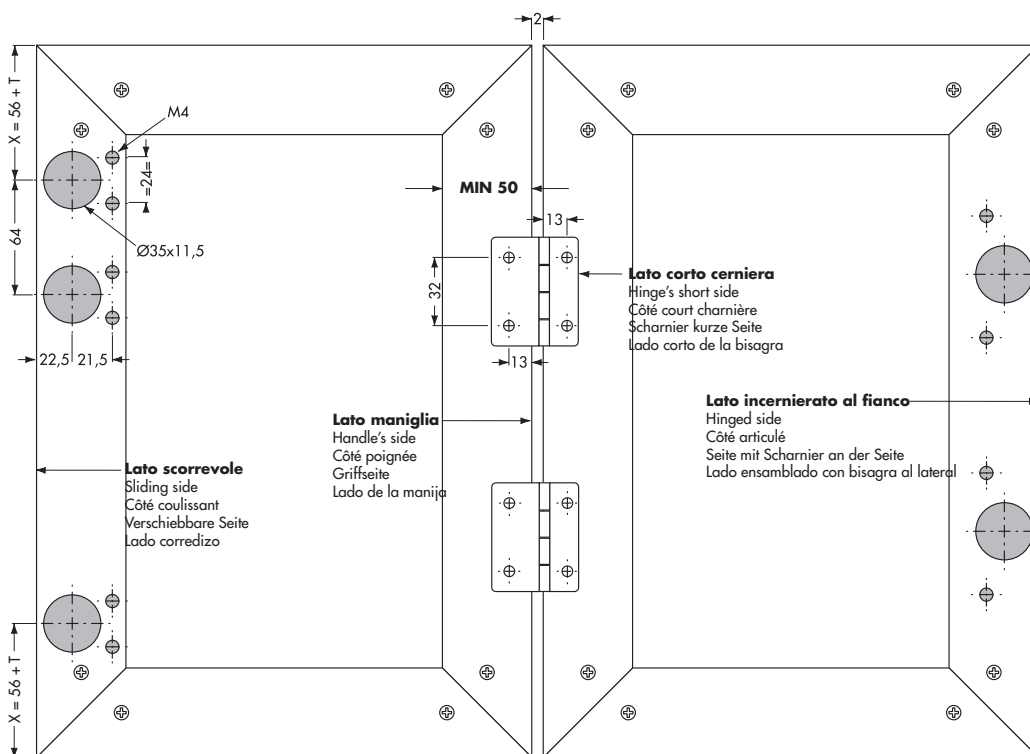 2
X = 56 + T
M4
=24=
MIN 50
13
64
Ø35x11,5
32
Lato corto cerniera
Hinge's short side
Côté court charnière
Scharnier kurze Seite
Lado corto de la bisagra
22,5
21,5
13
Lato maniglia
Handle's side
Côté poignée
Griffseite
Lado de la manija
Lato incernierato al fianco
Hinged side
Côté articulé
Seite mit Scharnier an der Seite
Lado ensamblado con bisagra al lateral
Lato scorrevole
Sliding side
Côté coulissant
Verschiebbare Seite
Lado corredizo
X = 56 + T